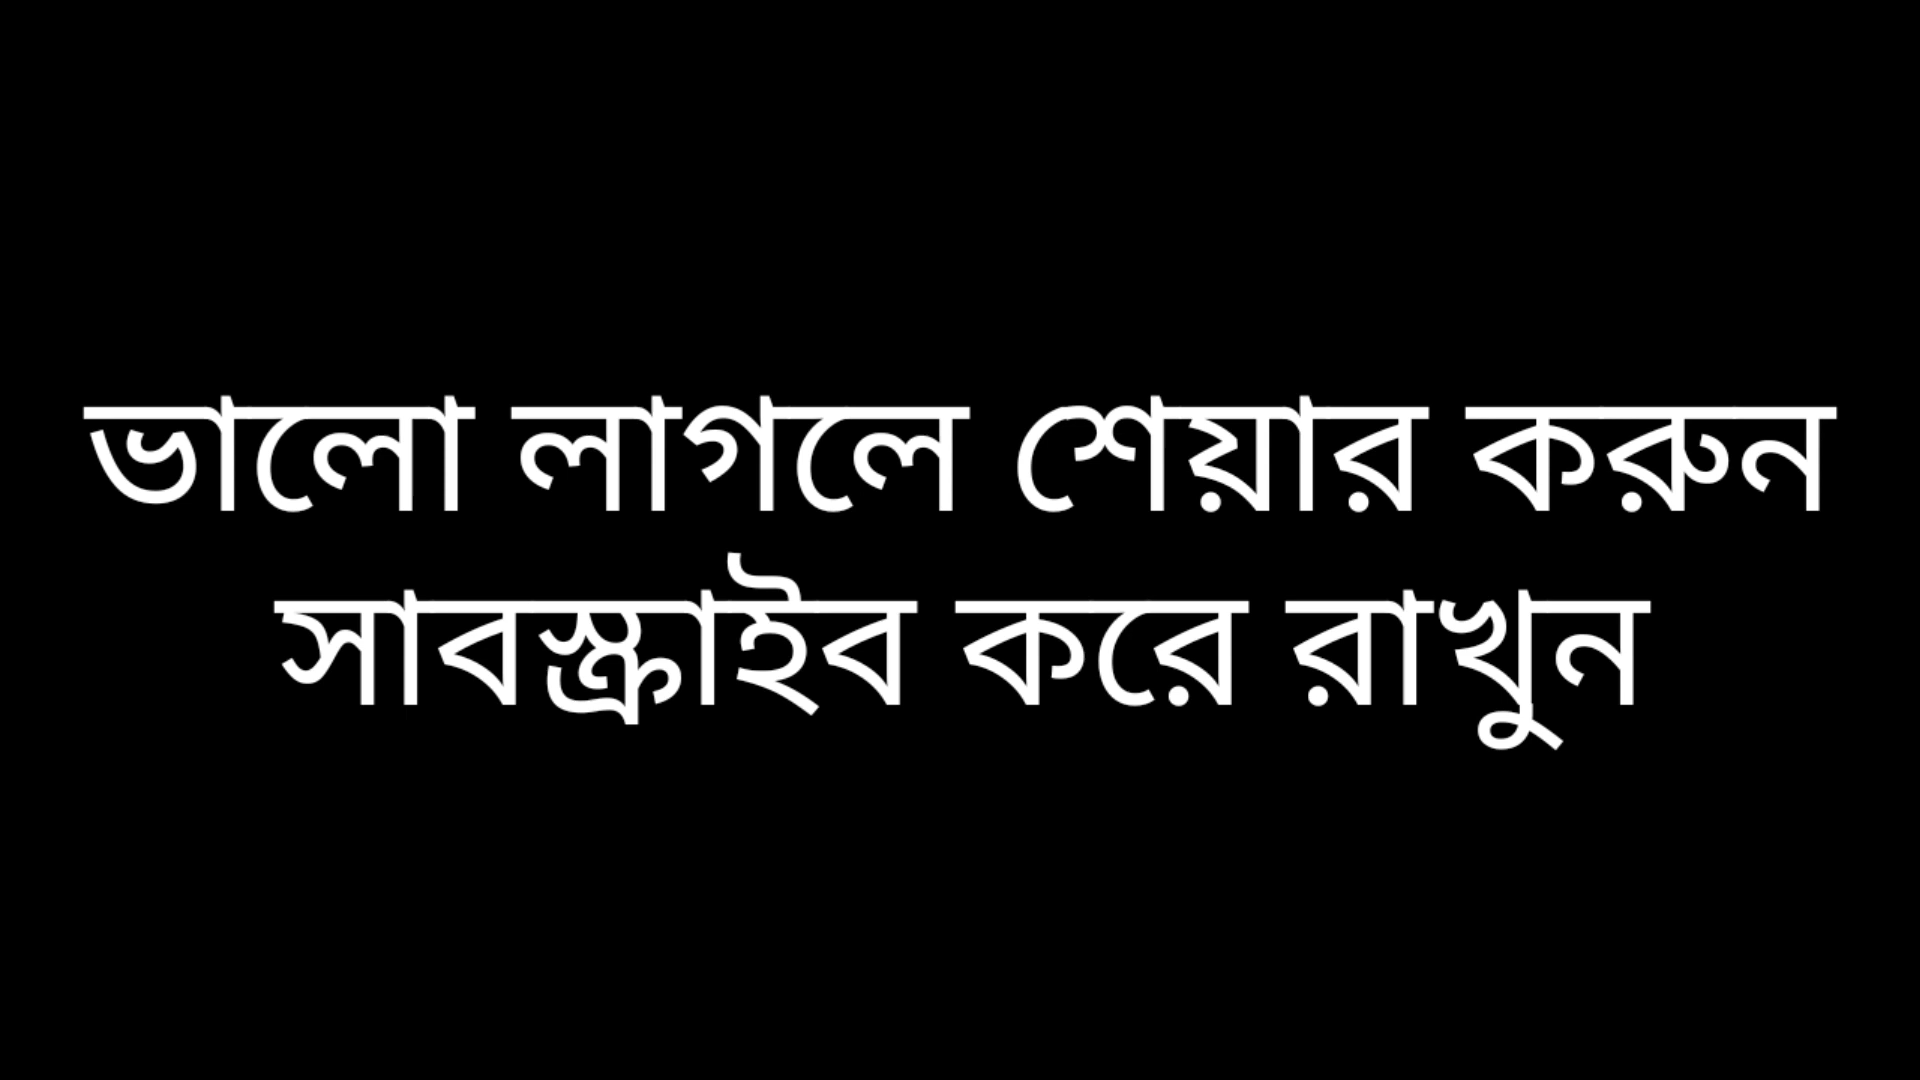 ভালো লাগলে শেয়ার করুন
সাবস্ক্রাইব করে রাখুন